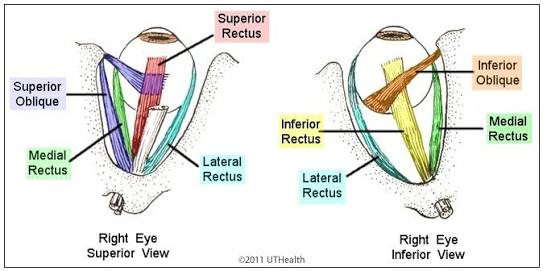 Superior
Rectus
Superior
Oblique
Medial
Rectus
Lateral
Rectus
Right Eye
Superior View
Inferior
Oblique
Inferior
Rectus
Medial
Rectus
Lateral
Rectus
Right Eye
Inferior View
©2011 UTHealth